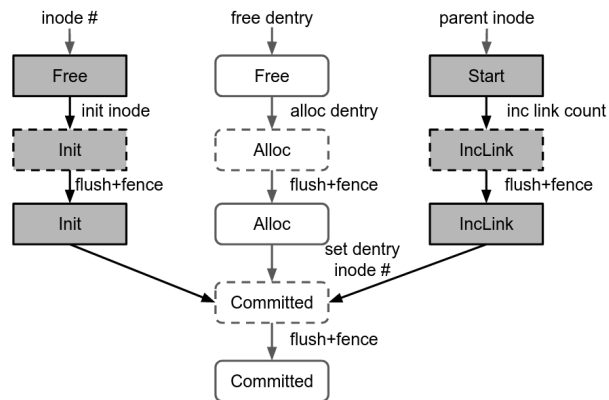 inode #
free dentry
parent inode
Free
Free
Start
init inode
alloc dentry
inc link count
Init
Alloc
IncLink
flush+fence
flush+fence
flush+fence
Init
Alloc
IncLink
set dentry
inode #
Committed
flush+fence
Committed